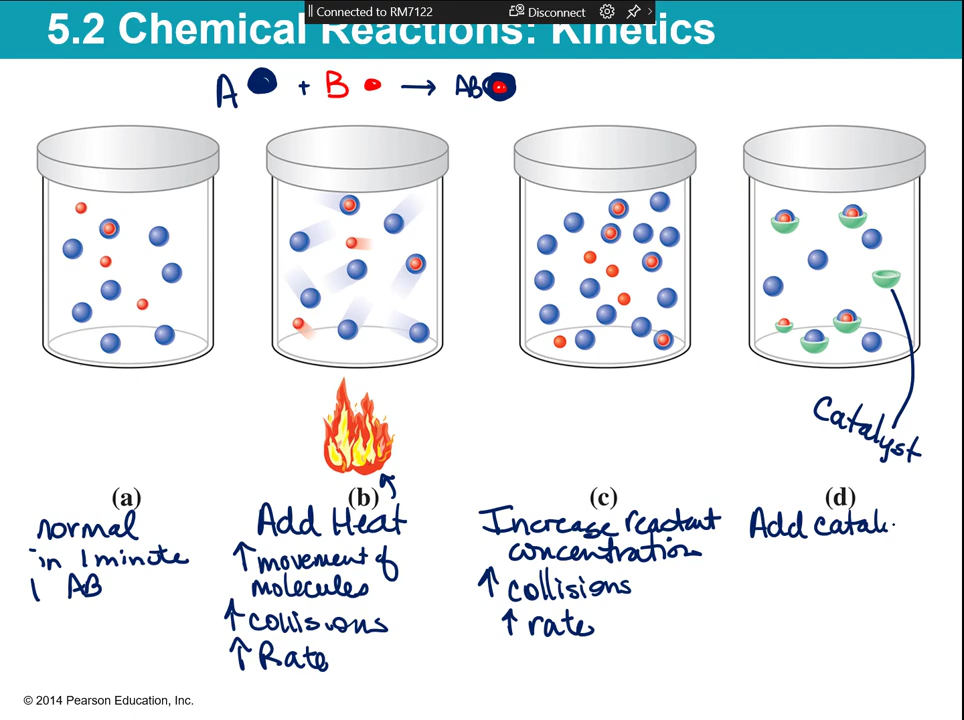 Connected to RM7122 Disconnect
5.2 Chemical Reactions: Kinetics
A + B → AB
Catalyst
(a) (b) (c) (d)
normal
in 1 minute
1 AB
Add Heat
↑ movement of
molecules
↑ collisions
↑ Rate
Increase reactant
concentration
↑ collisions
↑ rate
Add catal
© 2014 Pearson Education, Inc.